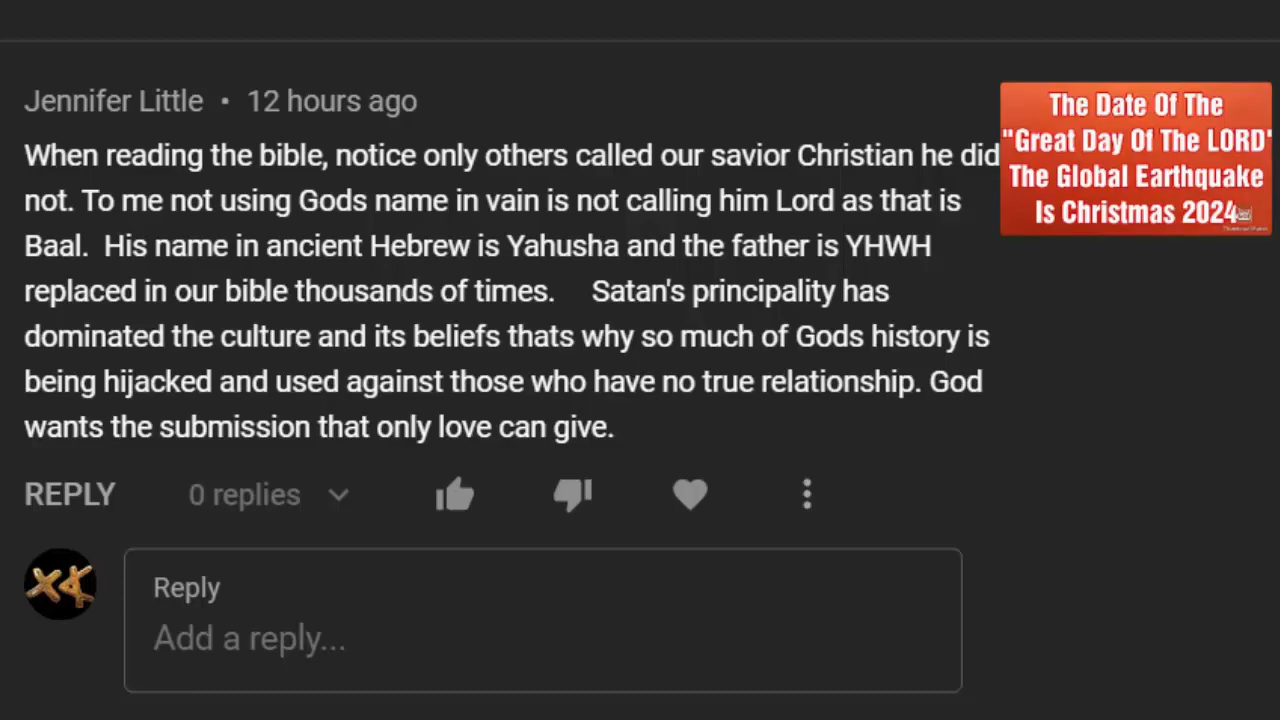 Jennifer Little • 12 hours ago
When reading the bible, notice only others called our savior Christian he did
not. To me not using Gods name in vain is not calling him Lord as that is
Baal.  His name in ancient Hebrew is Yahusha and the father is YHWH
replaced in our bible thousands of times.     Satan's principality has
dominated the culture and its beliefs thats why so much of Gods history is
being hijacked and used against those who have no true relationship. God
wants the submission that only love can give.
The Date Of The
"Great Day Of The LORD"
The Global Earthquake
Is Christmas 2024
REPLY 0 replies
Reply
Add a reply...